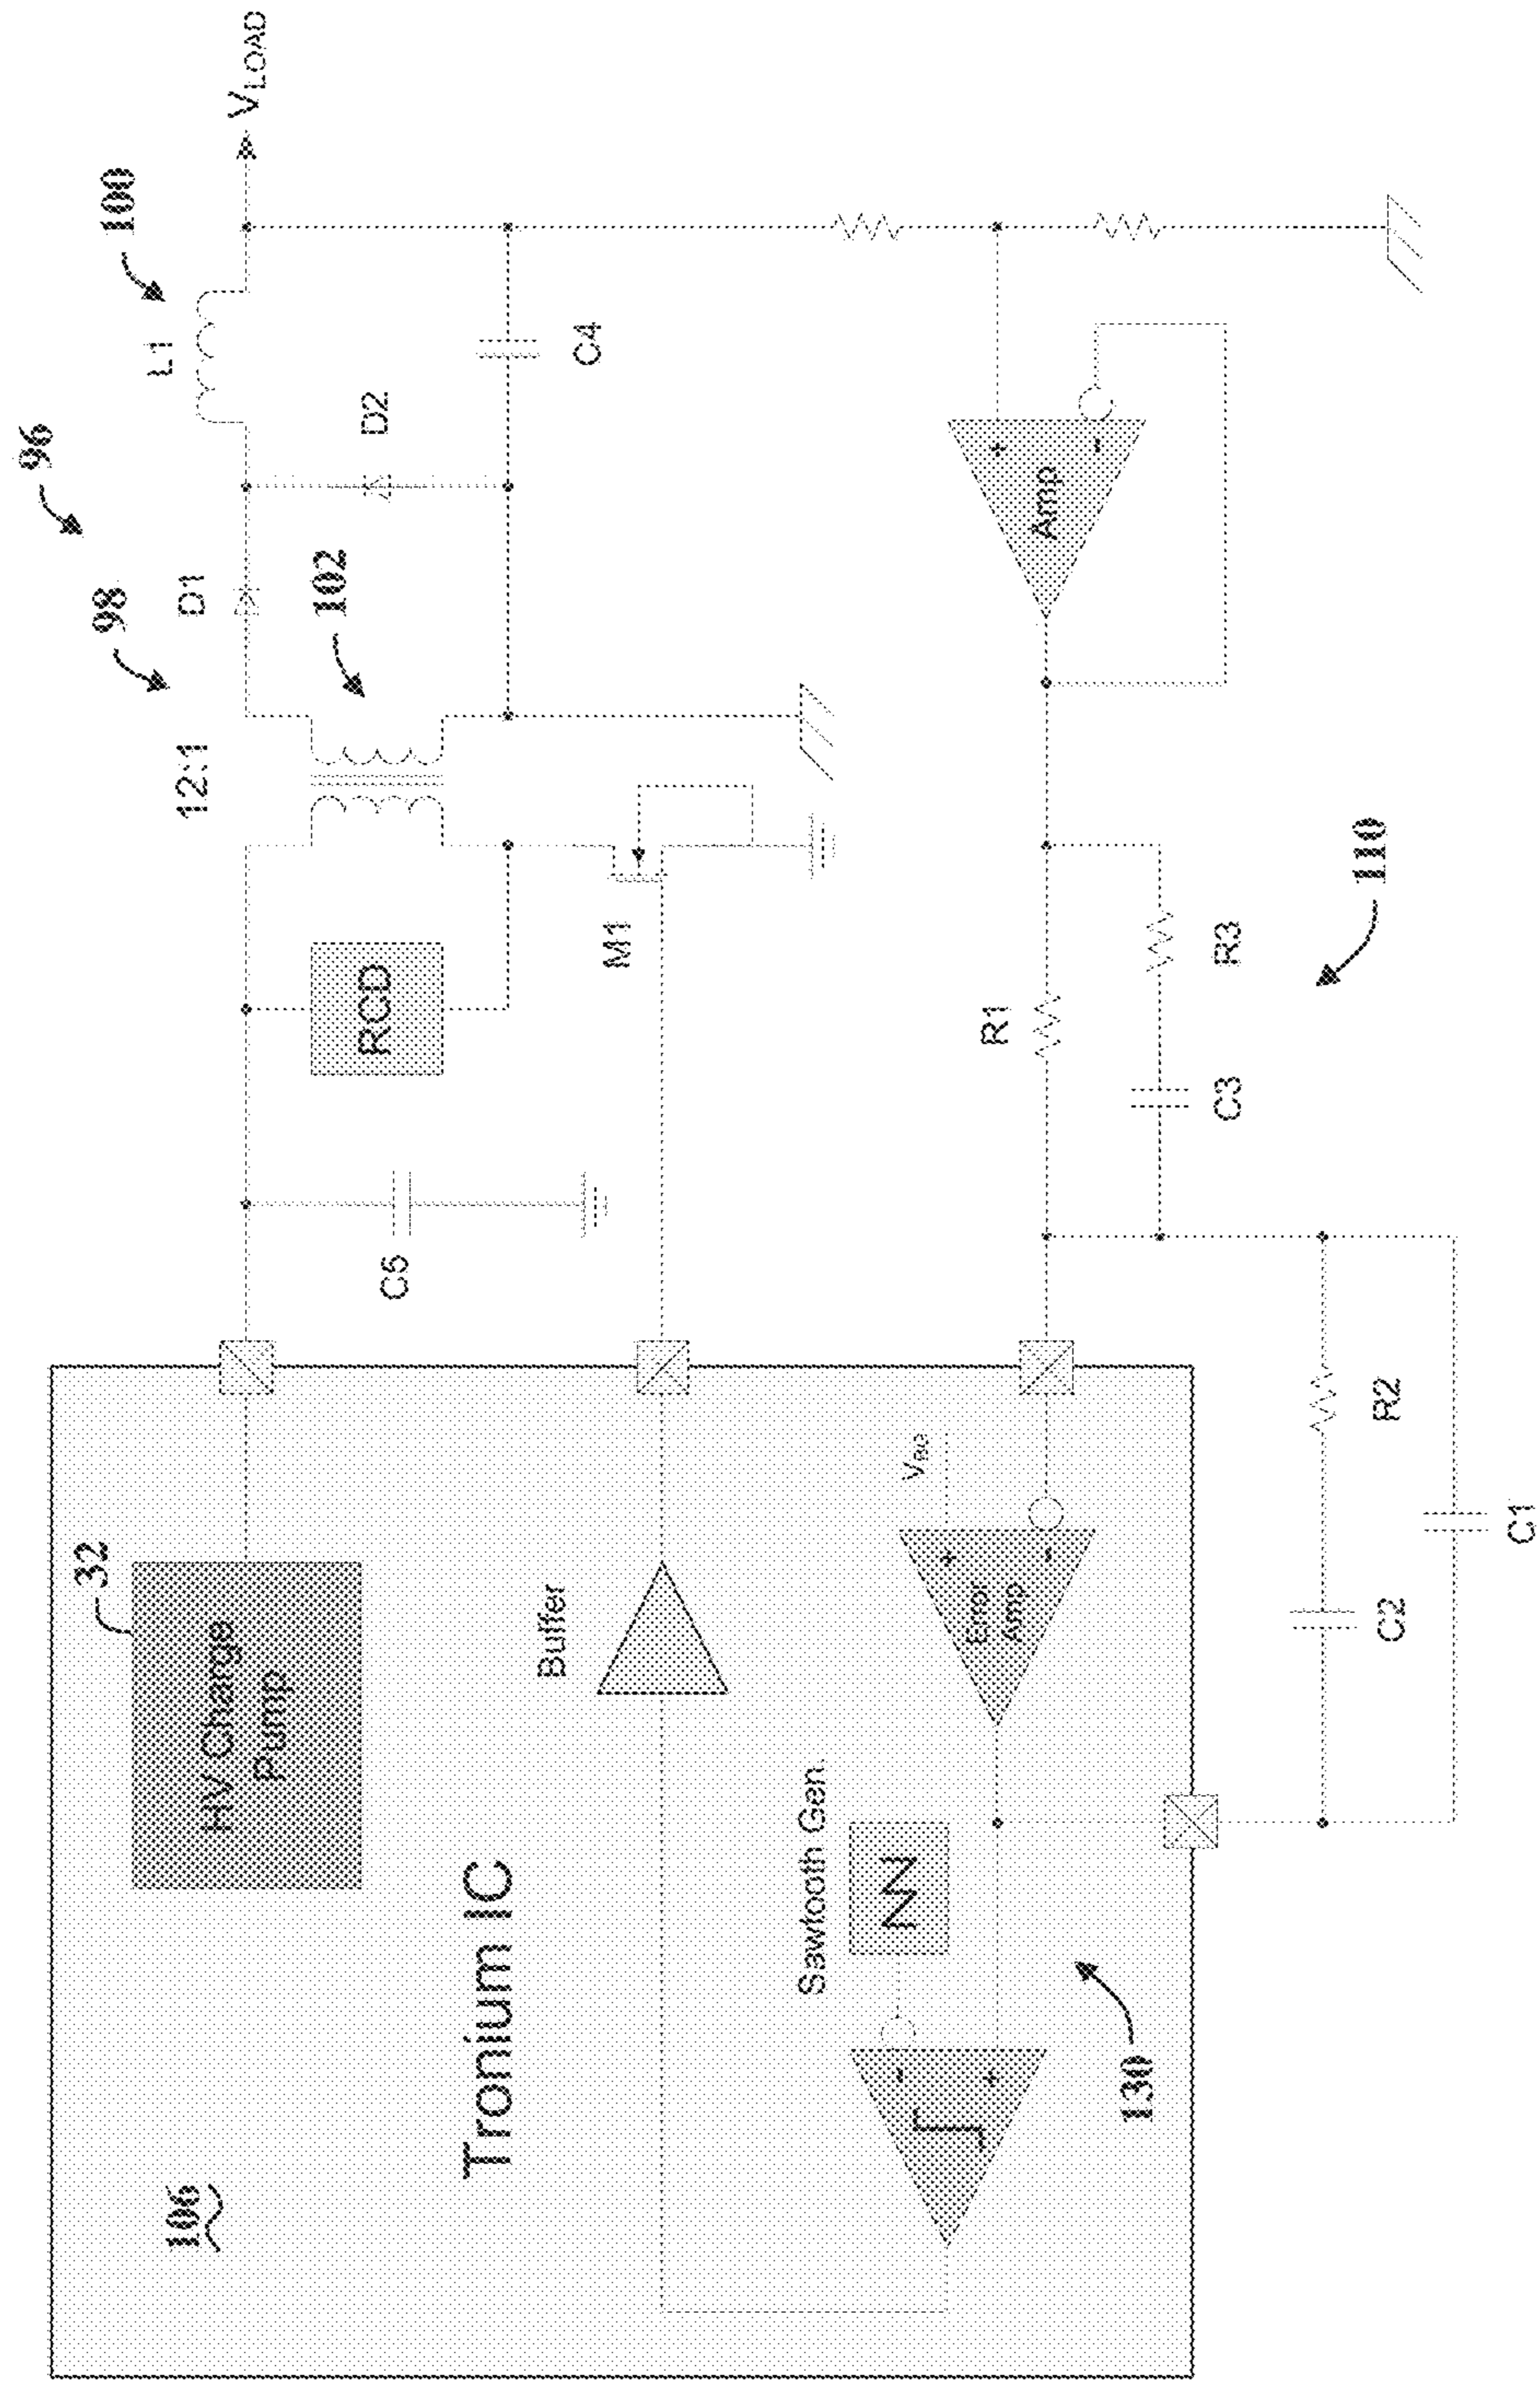 96
98
100
106
32
HV Charge
Pump
Tronium IC
Buffer
Sawtooth Gen.
Error
Amp
+
-
-
+
130
C5
RCD
M1
12:1
102
D1
D2
L1
C4
VLOAD
Amp
+
-
R1
R3
C3
110
R2
C2
C1